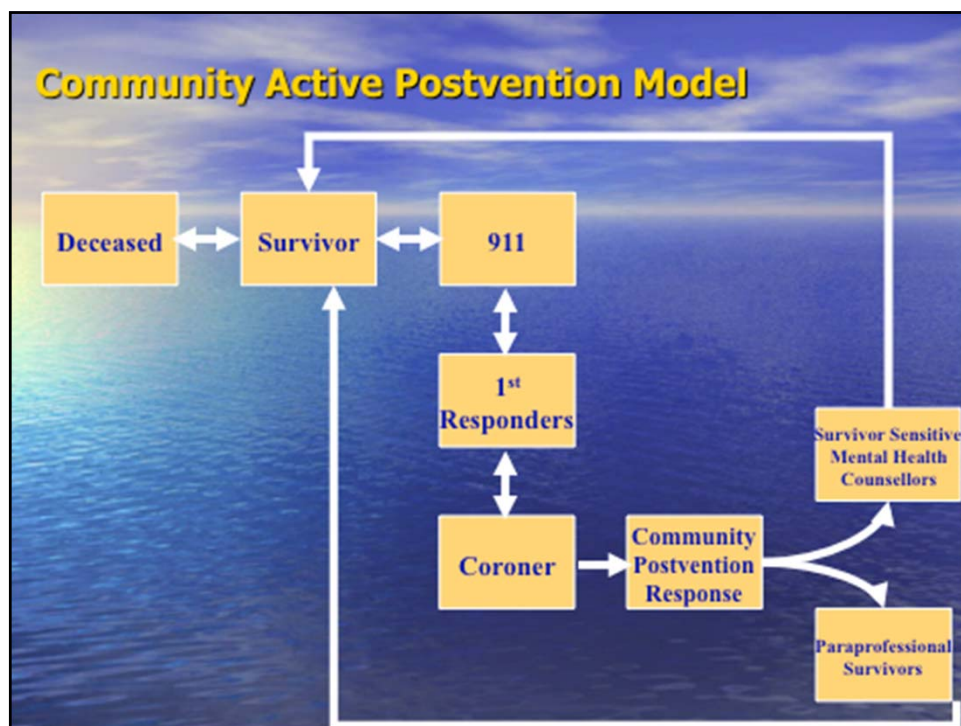 Community Active Postvention Model
Deceased
Survivor
911
1st
Responders
Survivor Sensitive
Mental Health
Counsellors
Coroner
Community
Postvention
Response
Paraprofessional
Survivors